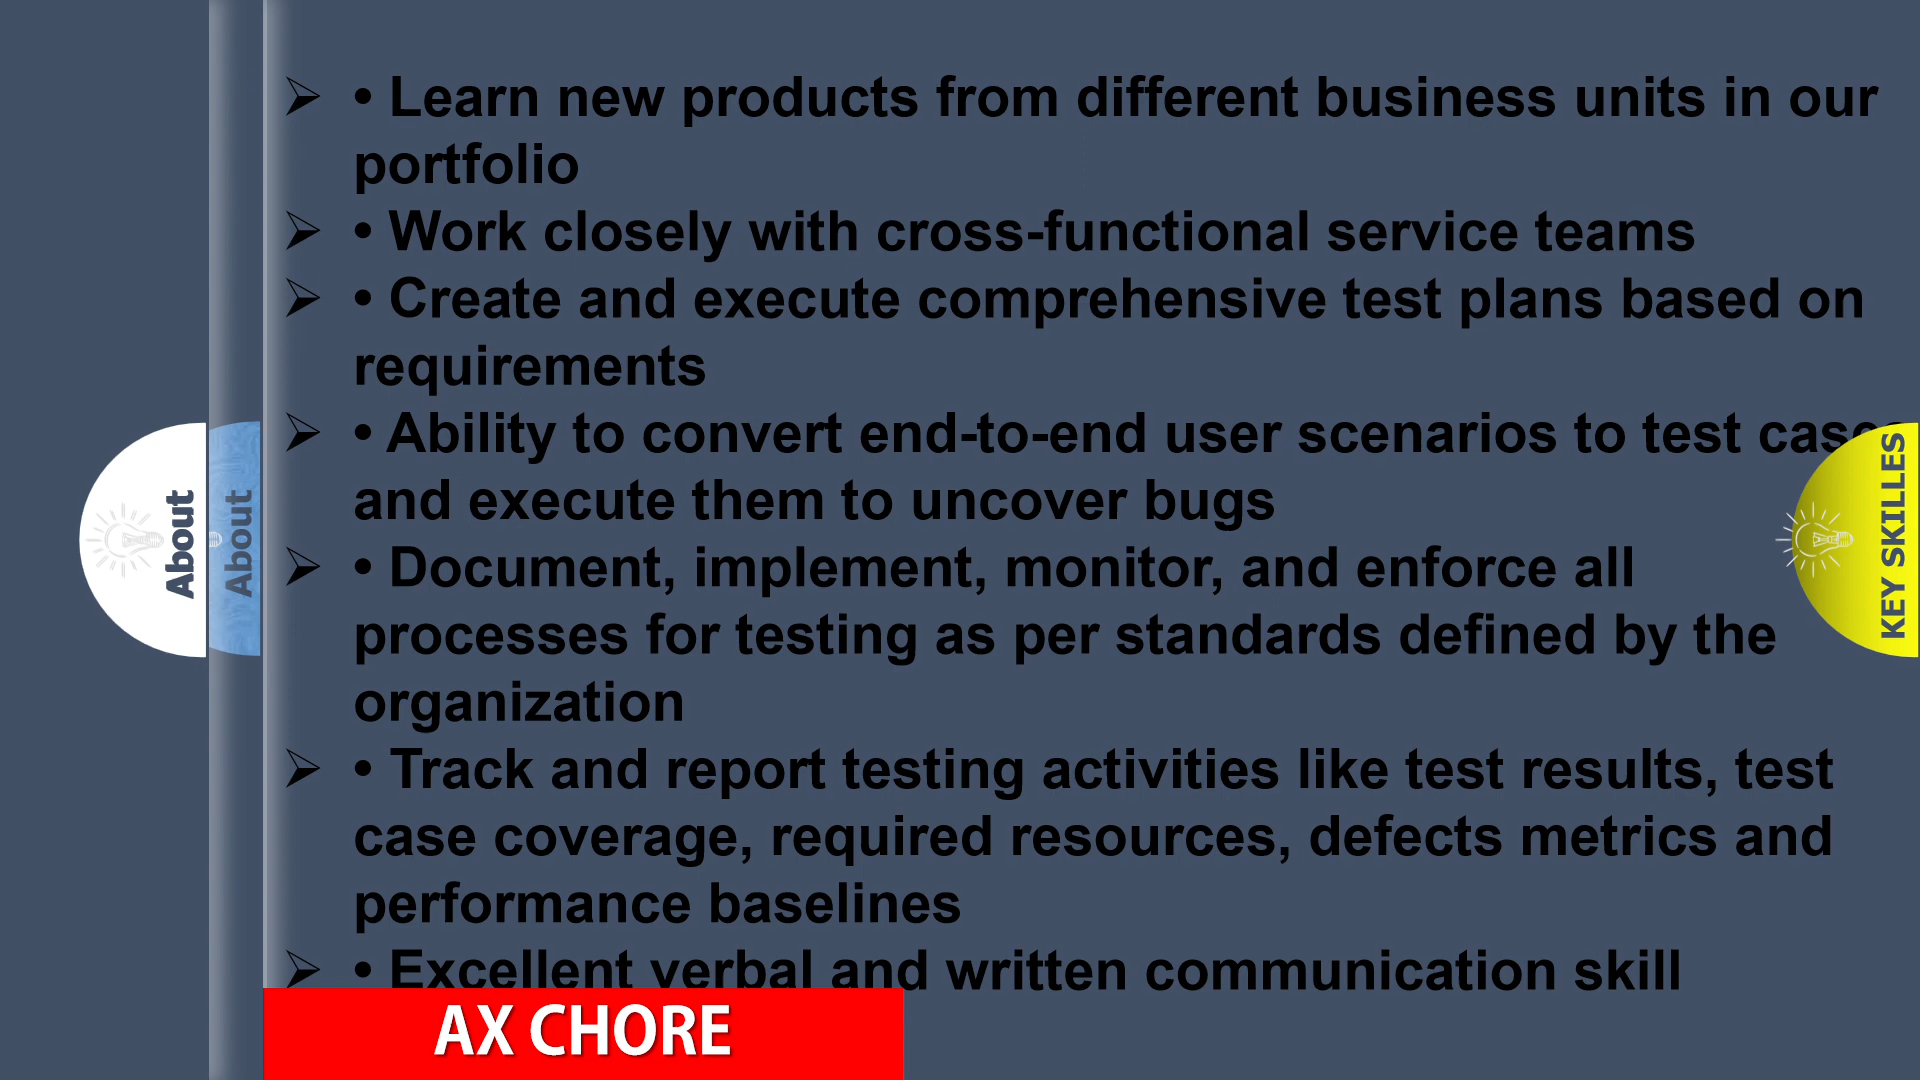 • Learn new products from different business units in our
portfolio
• Work closely with cross-functional service teams
• Create and execute comprehensive test plans based on
requirements
• Ability to convert end-to-end user scenarios to test cases
and execute them to uncover bugs
• Document, implement, monitor, and enforce all
processes for testing as per standards defined by the
organization
• Track and report testing activities like test results, test
case coverage, required resources, defects metrics and
performance baselines
• Excellent verbal and written communication skill
About
About
KEY SKILLES
AX CHORE